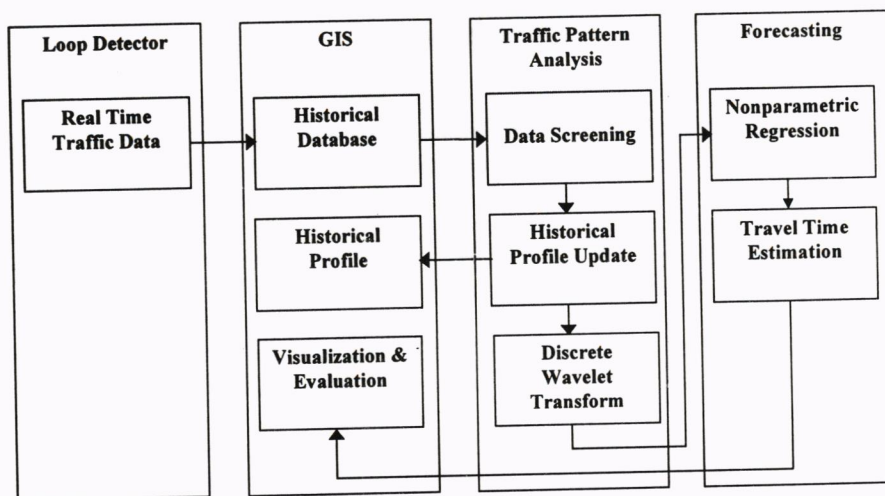 Loop Detector
Real Time
Traffic Data
GIS
Historical
Database
Historical
Profile
Visualization &
Evaluation
Traffic Pattern
Analysis
Data Screening
Historical
Profile Update
Discrete
Wavelet
Transform
Forecasting
Nonparametric
Regression
Travel Time
Estimation